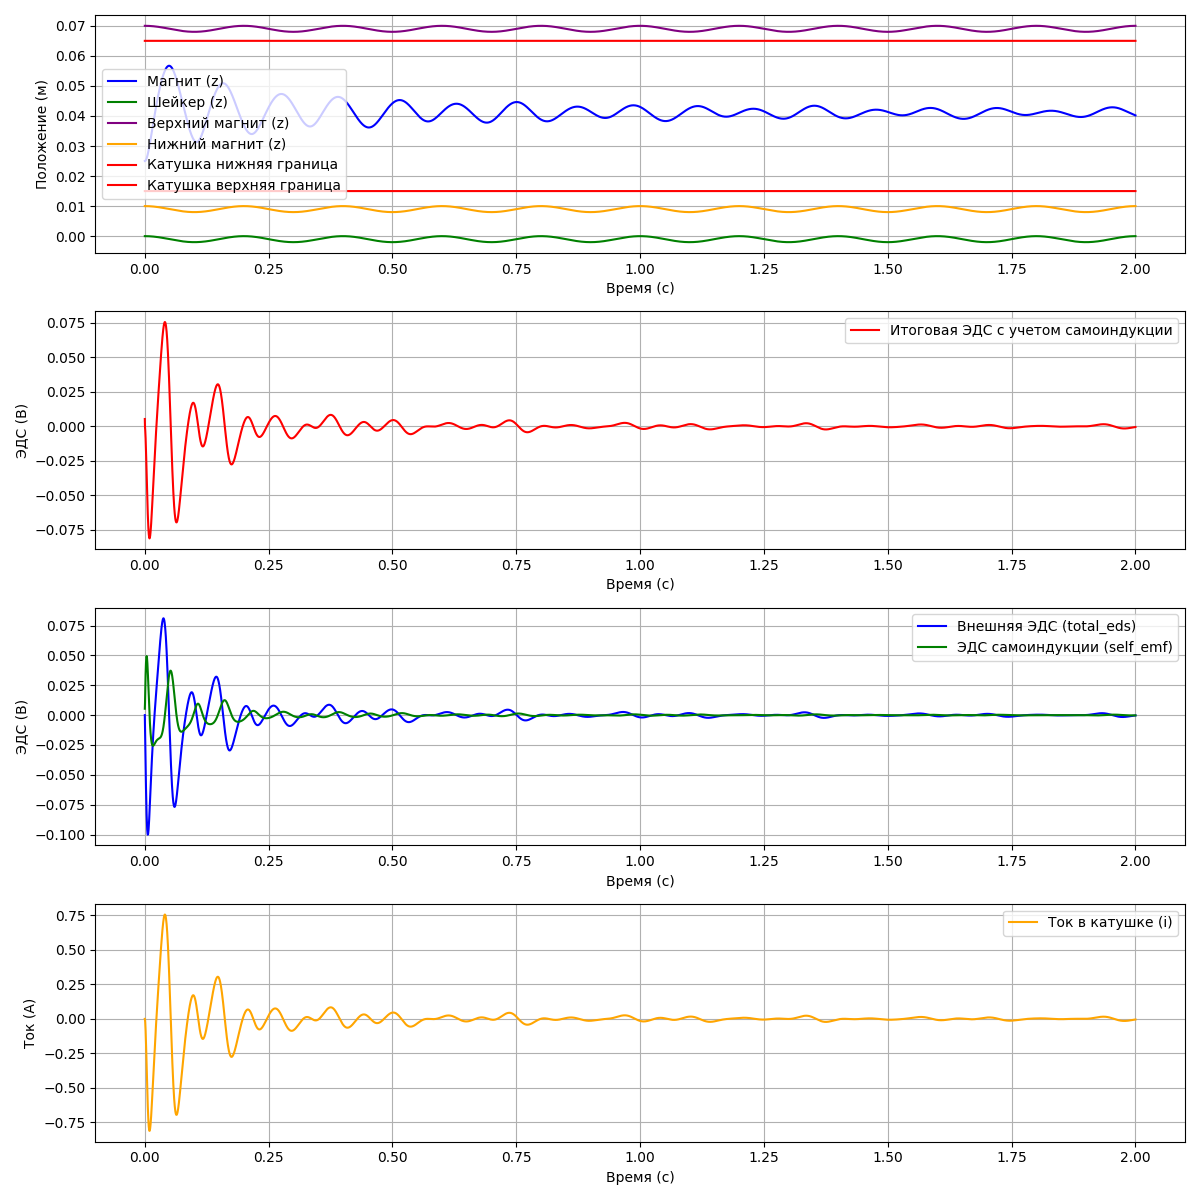 0.07
0.06
0.05
0.04
0.03
0.02
0.01
0.00
Положение (м)
Магнит (z)
Шейкер (z)
Верхний магнит (z)
Нижний магнит (z)
Катушка нижняя граница
Катушка верхняя граница
0.00 0.25 0.50 0.75 1.00 1.25 1.50 1.75 2.00
Время (с)
0.075
0.050
0.025
0.000
−0.025
−0.050
−0.075
ЭДС (В)
Итоговая ЭДС с учетом самоиндукции
0.00 0.25 0.50 0.75 1.00 1.25 1.50 1.75 2.00
Время (с)
0.075
0.050
0.025
0.000
−0.025
−0.050
−0.075
−0.100
ЭДС (В)
Внешняя ЭДС (total_eds)
ЭДС самоиндукции (self_emf)
0.00 0.25 0.50 0.75 1.00 1.25 1.50 1.75 2.00
Время (с)
0.75
0.50
0.25
0.00
−0.25
−0.50
−0.75
Ток (А)
Ток в катушке (i)
0.00 0.25 0.50 0.75 1.00 1.25 1.50 1.75 2.00
Время (с)